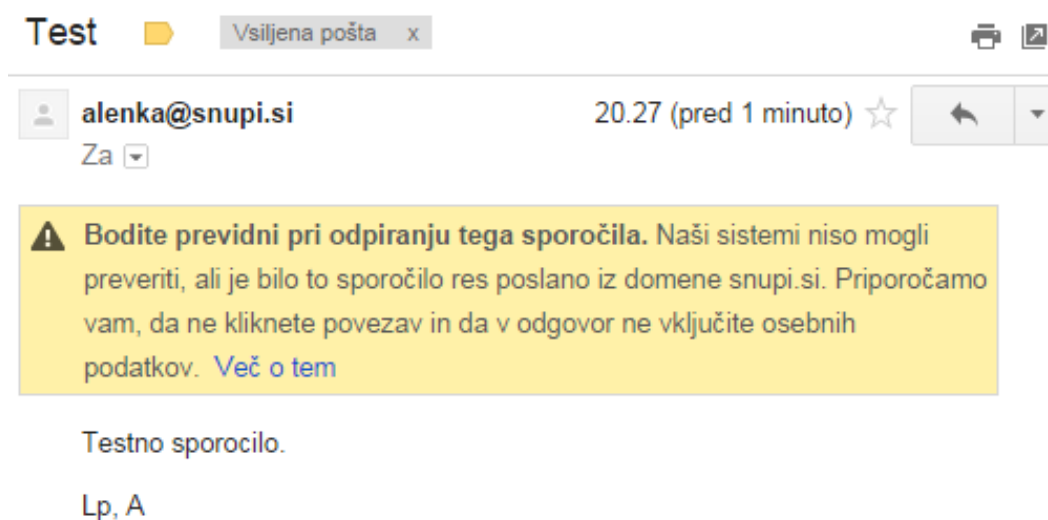 Test
Vsiljena pošta x
alenka@snupi.si 20.27 (pred 1 minuto)
Za
Bodite previdni pri odpiranju tega sporočila. Naši sistemi niso mogli
preveriti, ali je bilo to sporočilo res poslano iz domene snupi.si. Priporočamo
vam, da ne kliknete povezav in da v odgovor ne vključite osebnih
podatkov. Več o tem
Testno sporocilo.
Lp, A